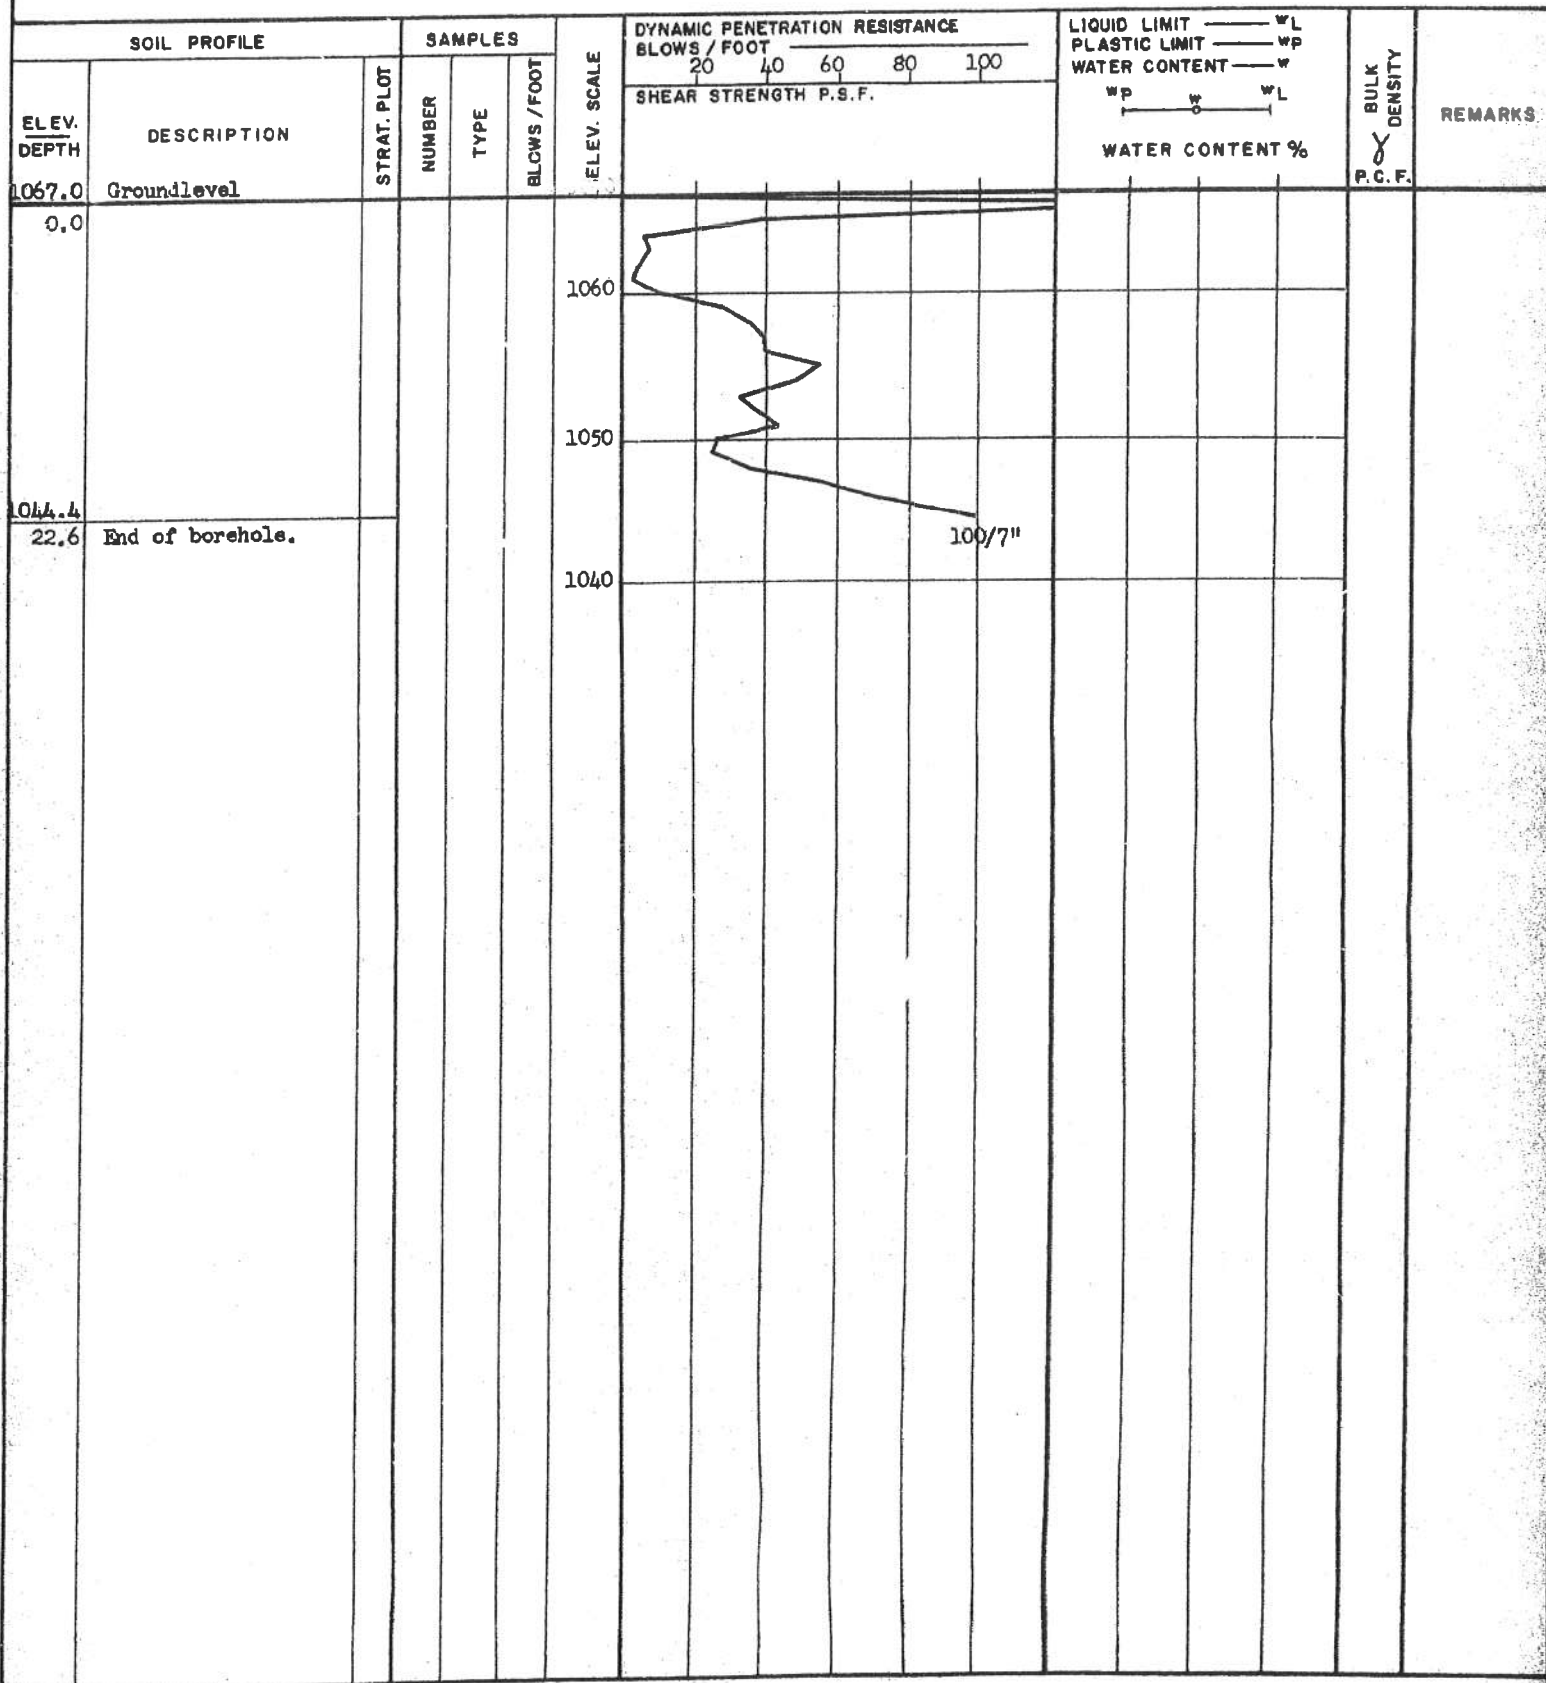 SOIL PROFILE
SAMPLES
ELEV. SCALE
DYNAMIC PENETRATION RESISTANCE
BLOWS / FOOT
20 40 60 80 100
SHEAR STRENGTH P.S.F.
LIQUID LIMIT WL
PLASTIC LIMIT WP
WATER CONTENT W
WP W WL
WATER CONTENT %
BULK DENSITY
γ
P.C.F.
REMARKS
ELEV.
DEPTH
DESCRIPTION
STRAT. PLOT
NUMBER
TYPE
BLOWS / FOOT
1067.0 Groundlevel
0.0
1060
1050
1044.4
22.6 End of borehole.
100/7"
1040